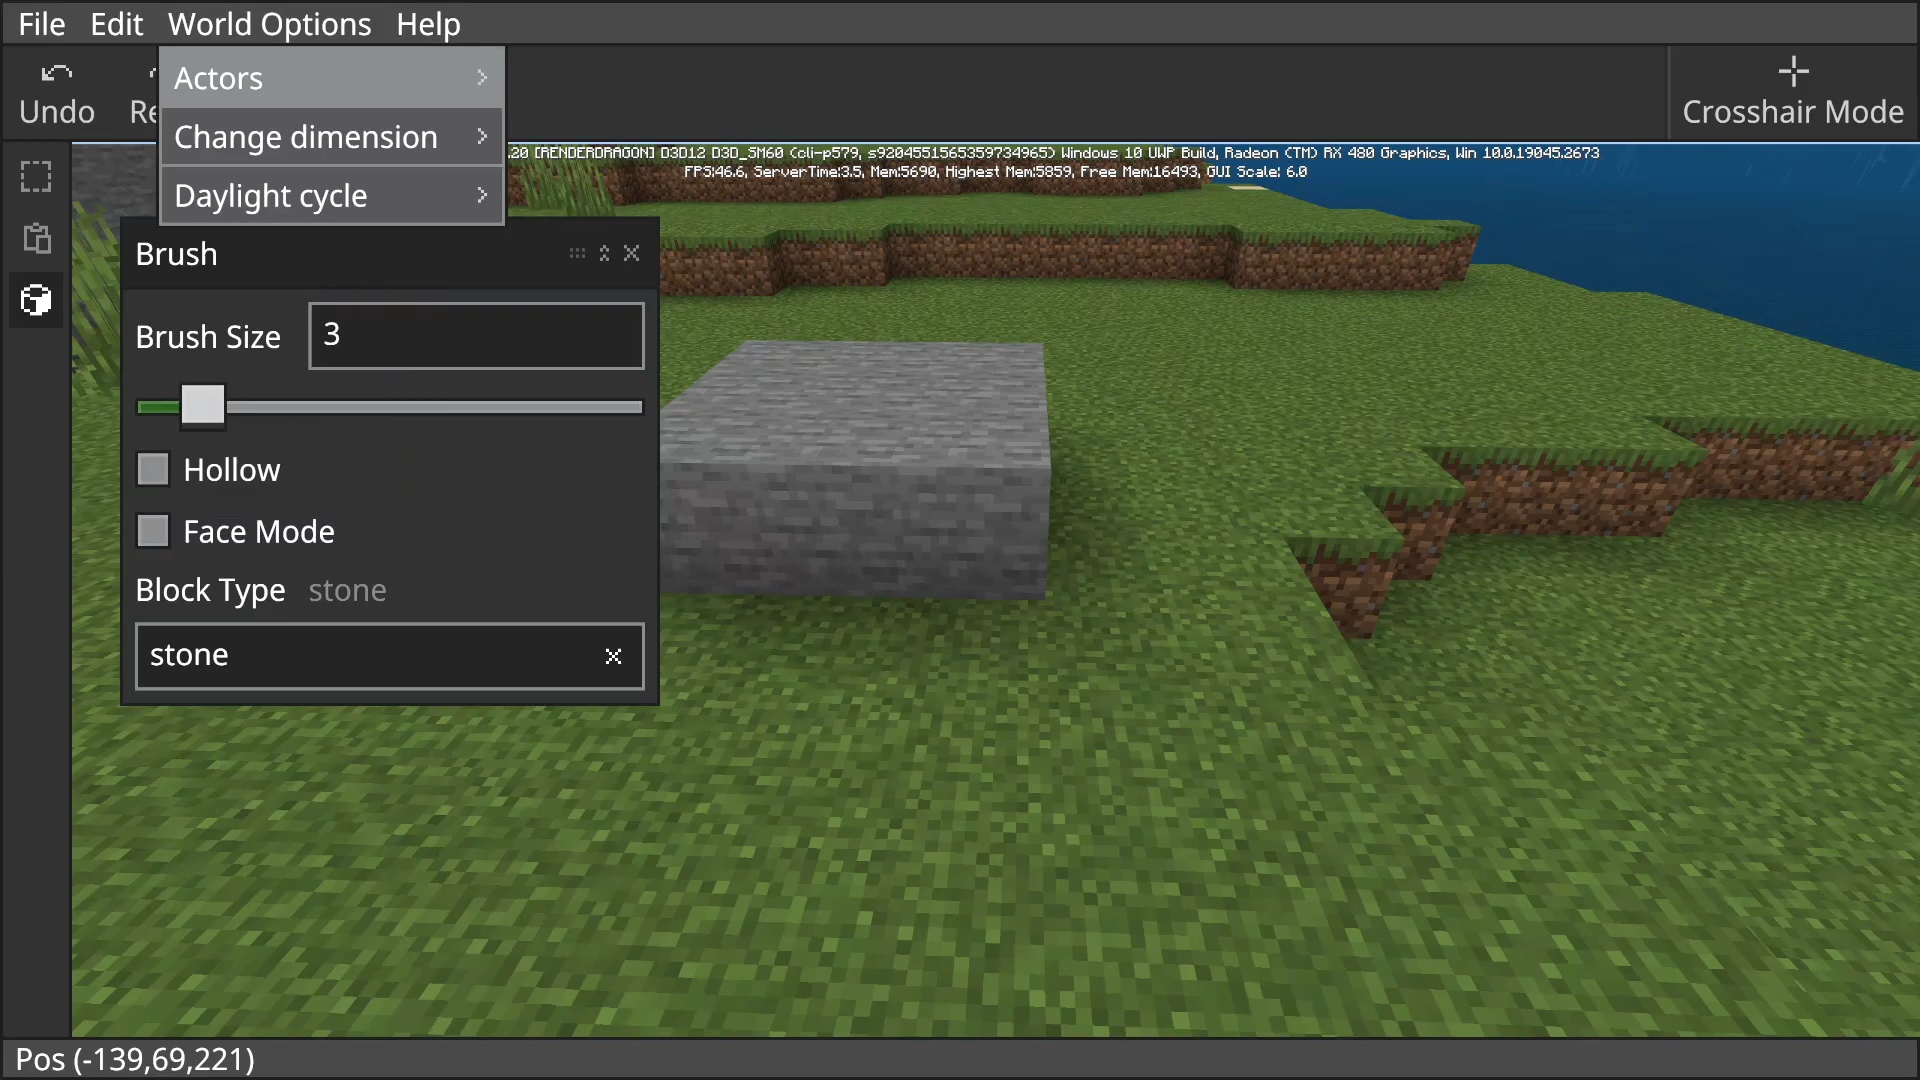 File Edit World Options Help
Undo Re
Actors
Change dimension
Daylight cycle
Crosshair Mode
.20 [RENDERDRAGON] D3D12 D3D_SM60 (cli-p579, s92045515653597​34965) Windows 10 UWP Build, Radeon (TM) RX 480 Graphics, Win 10.0.19045.2673
FPS:46.6, ServerTime:3.5, Mem:5690, Highest Mem:5859, Free Mem:16493, GUI Scale: 6.0
Brush
Brush Size 3
Hollow
Face Mode
Block Type stone
stone
Pos (-139,69,221)